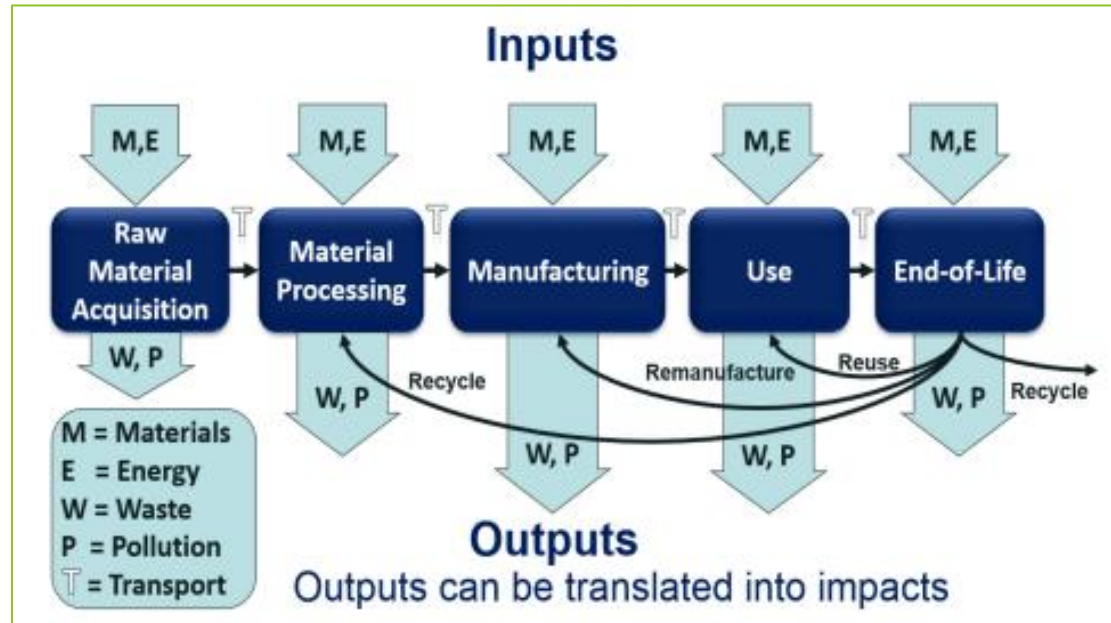 Inputs
M,E
M,E
M,E
M,E
M,E
T
T
T
T
Raw
Material
Acquisition
Material
Processing
Manufacturing
Use
End-of-Life
W, P
W, P
W, P
W, P
W, P
Recycle
Remanufacture
Reuse
Recycle
M = Materials
E = Energy
W = Waste
P = Pollution
T = Transport
Outputs
Outputs can be translated into impacts